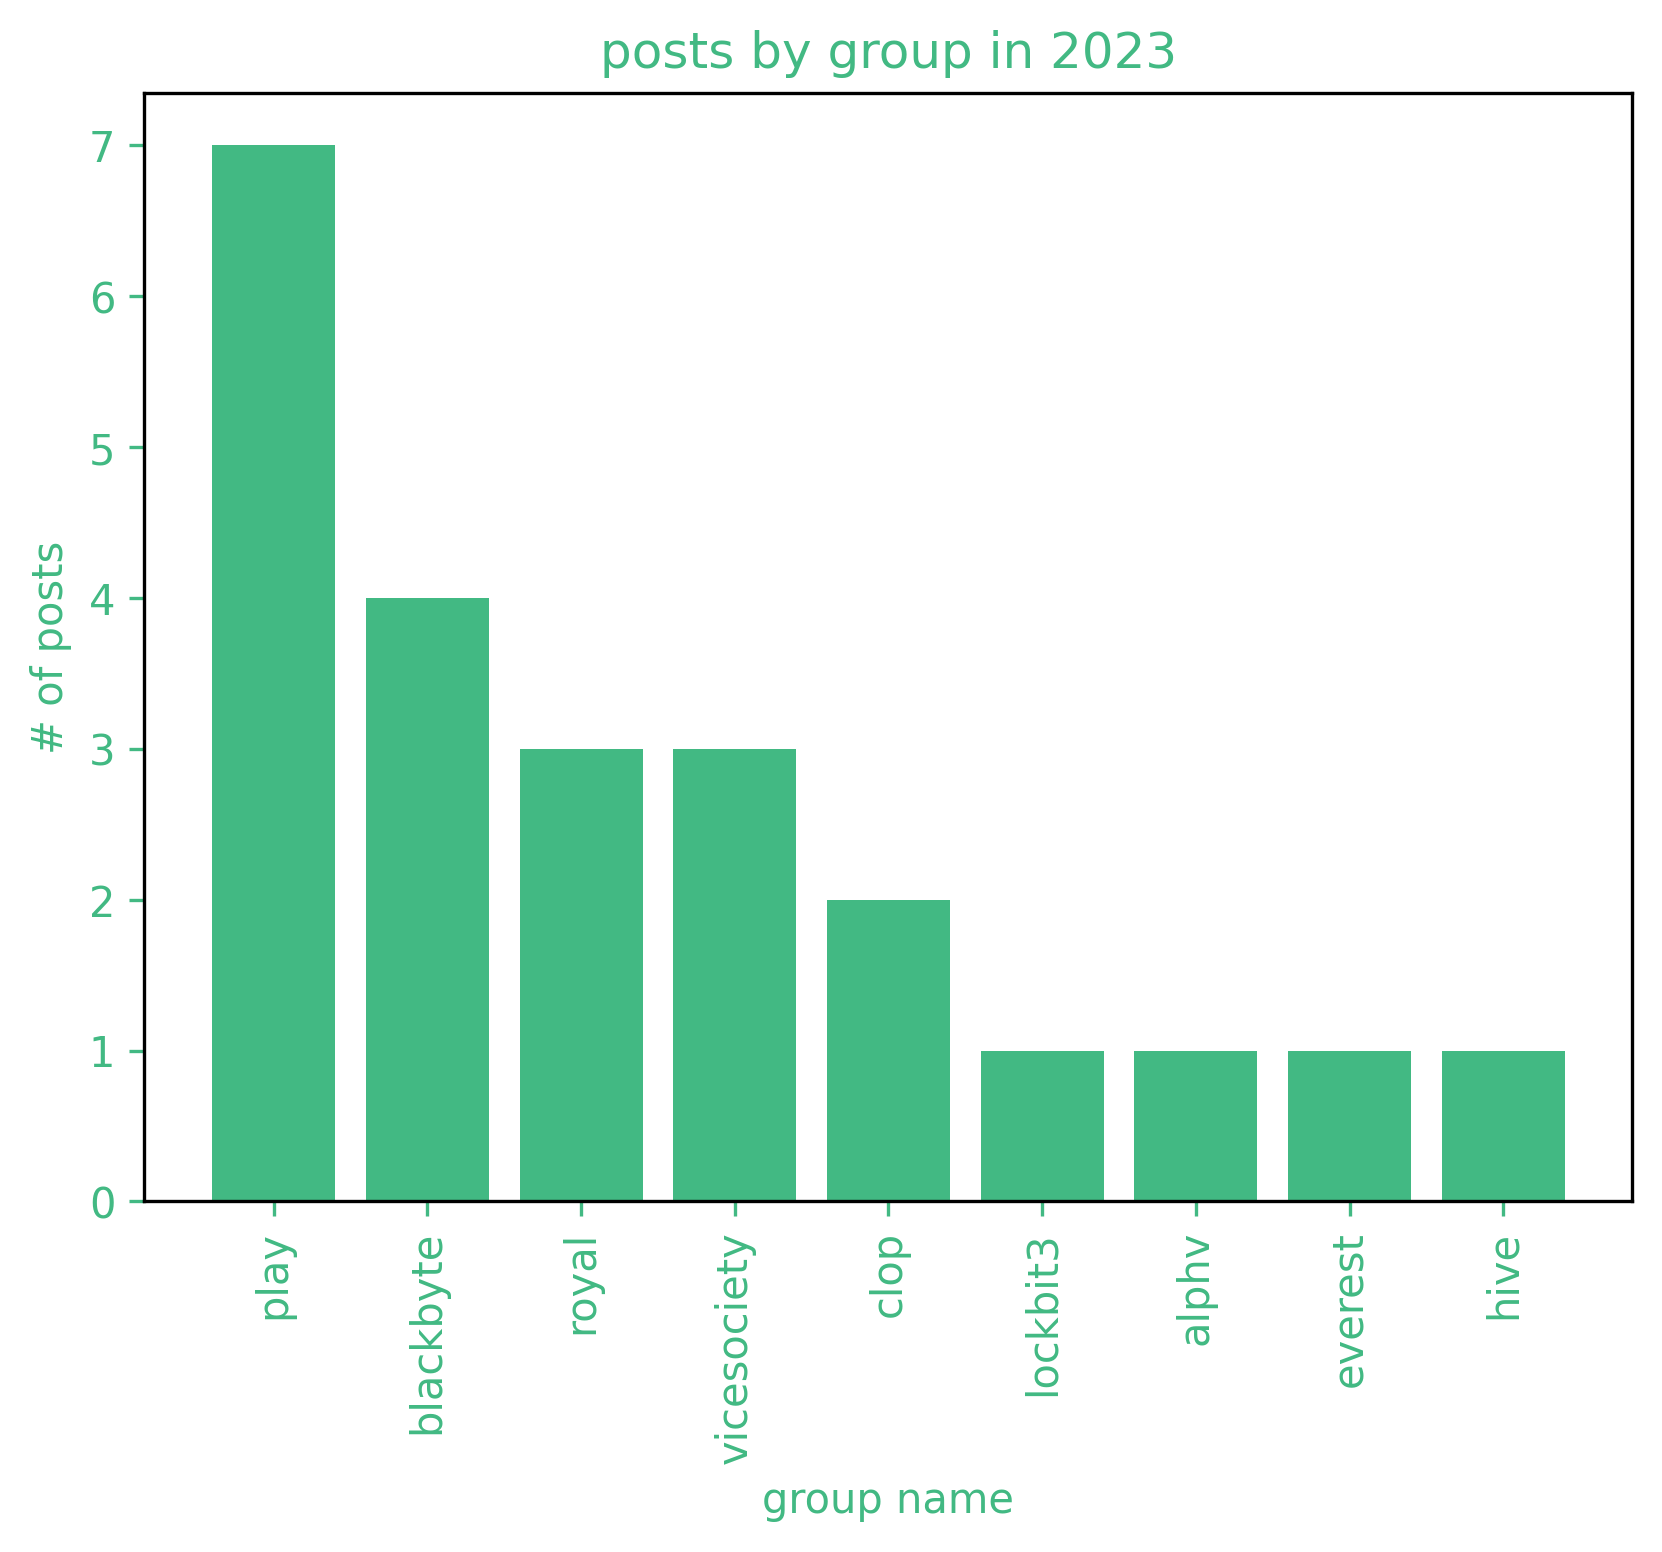 posts by group in 2023
# of posts
7
6
5
4
3
2
1
0
play
blackbyte
royal
vicesociety
clop
lockbit3
alphv
everest
hive
group name